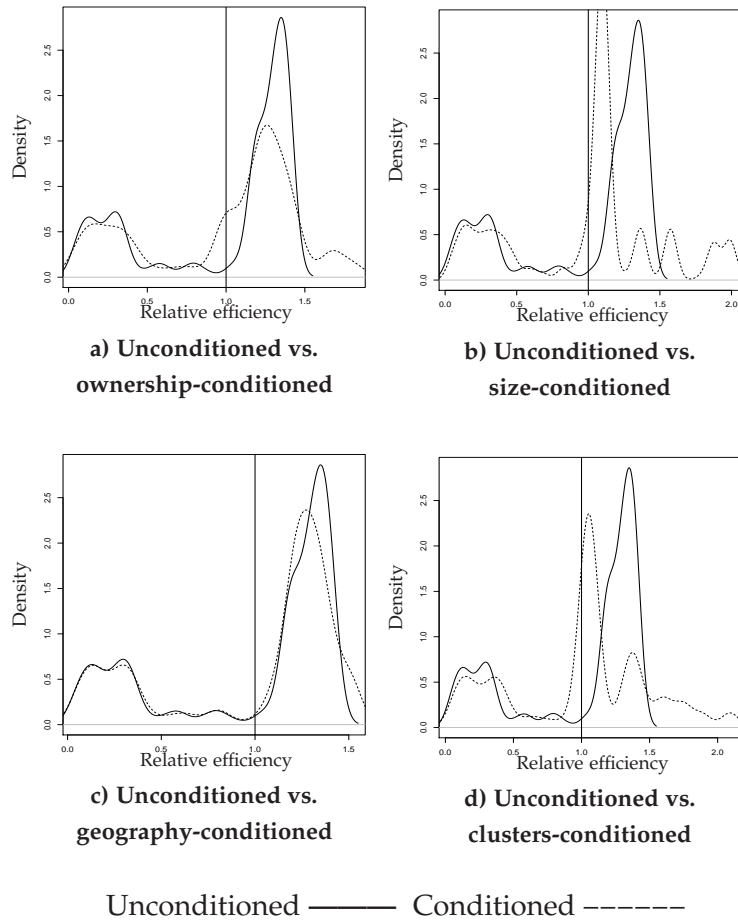 Density
2.5
2.0
1.5
1.0
0.5
0.0
0.0 0.5 1.0 1.5
Relative efficiency
a) Unconditioned vs.
ownership-conditioned
Density
2.5
2.0
1.5
1.0
0.5
0.0
0.0 0.5 1.0 1.5 2.0
Relative efficiency
b) Unconditioned vs.
size-conditioned
Density
2.5
2.0
1.5
1.0
0.5
0.0
0.0 0.5 1.0 1.5
Relative efficiency
c) Unconditioned vs.
geography-conditioned
Density
2.5
2.0
1.5
1.0
0.5
0.0
0.0 0.5 1.0 1.5 2.0
Relative efficiency
d) Unconditioned vs.
clusters-conditioned
Unconditioned Conditioned